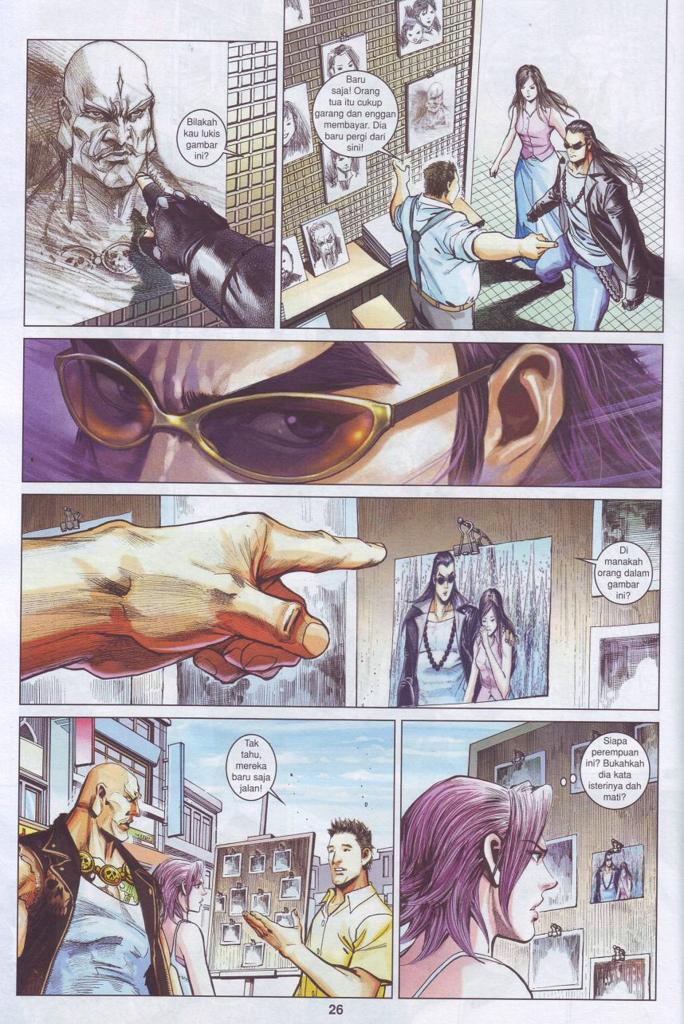 Bilakah
kau lukis
gambar
ini?
Baru
saja! Orang
tua itu cukup
garang dan enggan
membayar. Dia
baru pergi dari
sini!
Di
manakah
orang dalam
gambar
ini?
Tak
tahu,
mereka
baru saja
jalan!
Siapa
perempuan
ini? Bukahkah
dia kata
isterinya dah
mati?
26